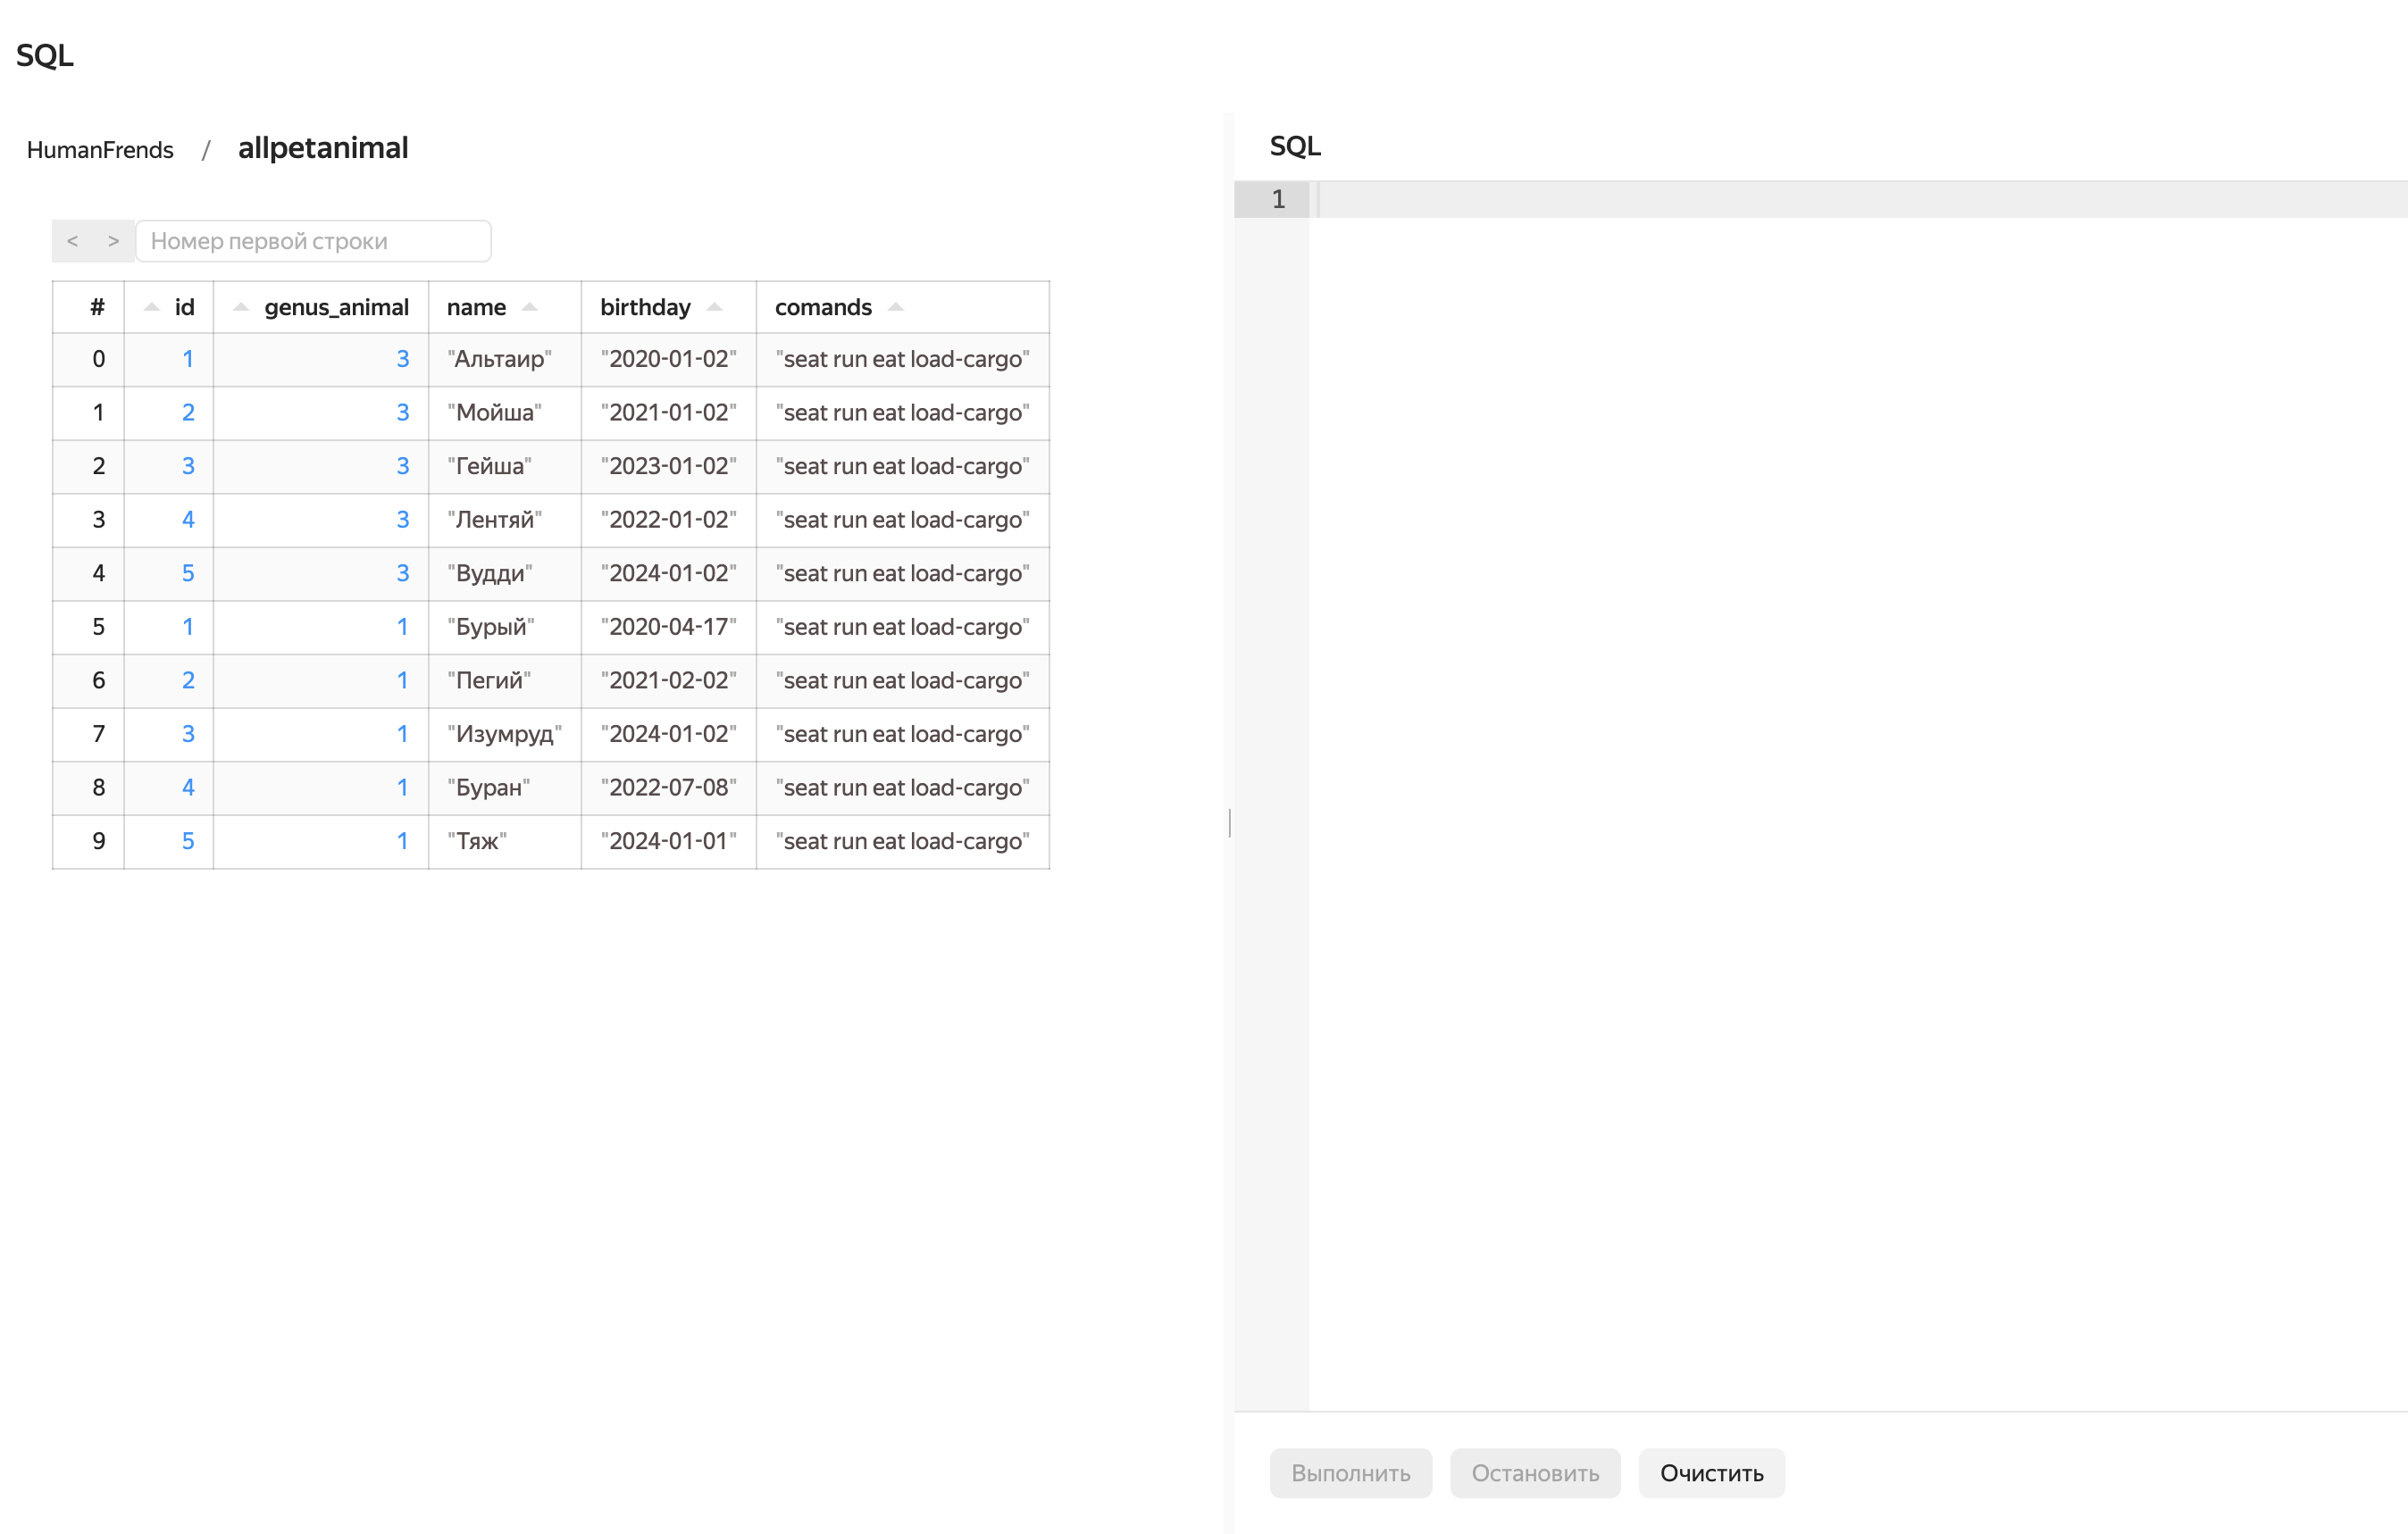 SQL
HumanFrends / allpetanimal
< > Номер первой строки
# id genus_animal name birthday comands
0 1 3 "Альтаир" "2020-01-02" "seat run eat load-cargo"
1 2 3 "Мойша" "2021-01-02" "seat run eat load-cargo"
2 3 3 "Гейша" "2023-01-02" "seat run eat load-cargo"
3 4 3 "Лентяй" "2022-01-02" "seat run eat load-cargo"
4 5 3 "Вудди" "2024-01-02" "seat run eat load-cargo"
5 1 1 "Бурый" "2020-04-17" "seat run eat load-cargo"
6 2 1 "Пегий" "2021-02-02" "seat run eat load-cargo"
7 3 1 "Изумруд" "2024-01-02" "seat run eat load-cargo"
8 4 1 "Буран" "2022-07-08" "seat run eat load-cargo"
9 5 1 "Тяж" "2024-01-01" "seat run eat load-cargo"
SQL
1
Выполнить Остановить Очистить